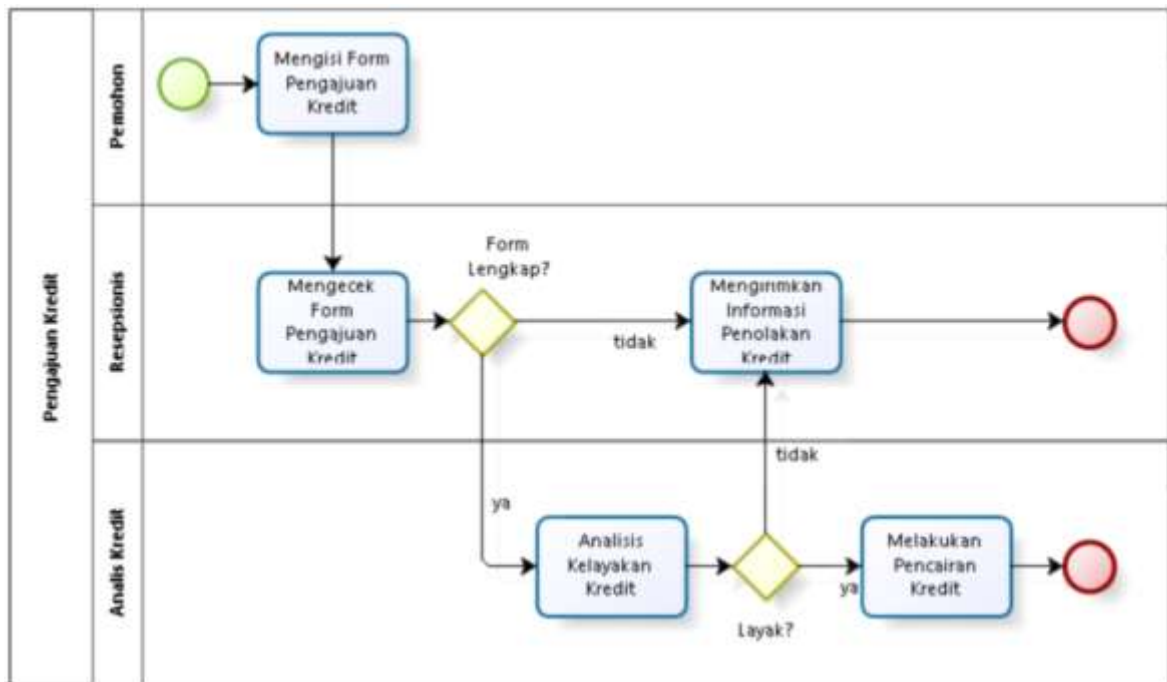 Pengajuan Kredit
Pemohon
Mengisi Form
Pengajuan
Kredit
Resepsionis
Mengecek
Form
Pengajuan
Kredit
Form
Lengkap?
tidak
Mengirimkan
Informasi
Penolakan
Kredit
Analis Kredit
ya
Analisis
Kelayakan
Kredit
tidak
Layak?
ya
Melakukan
Pencairan
Kredit